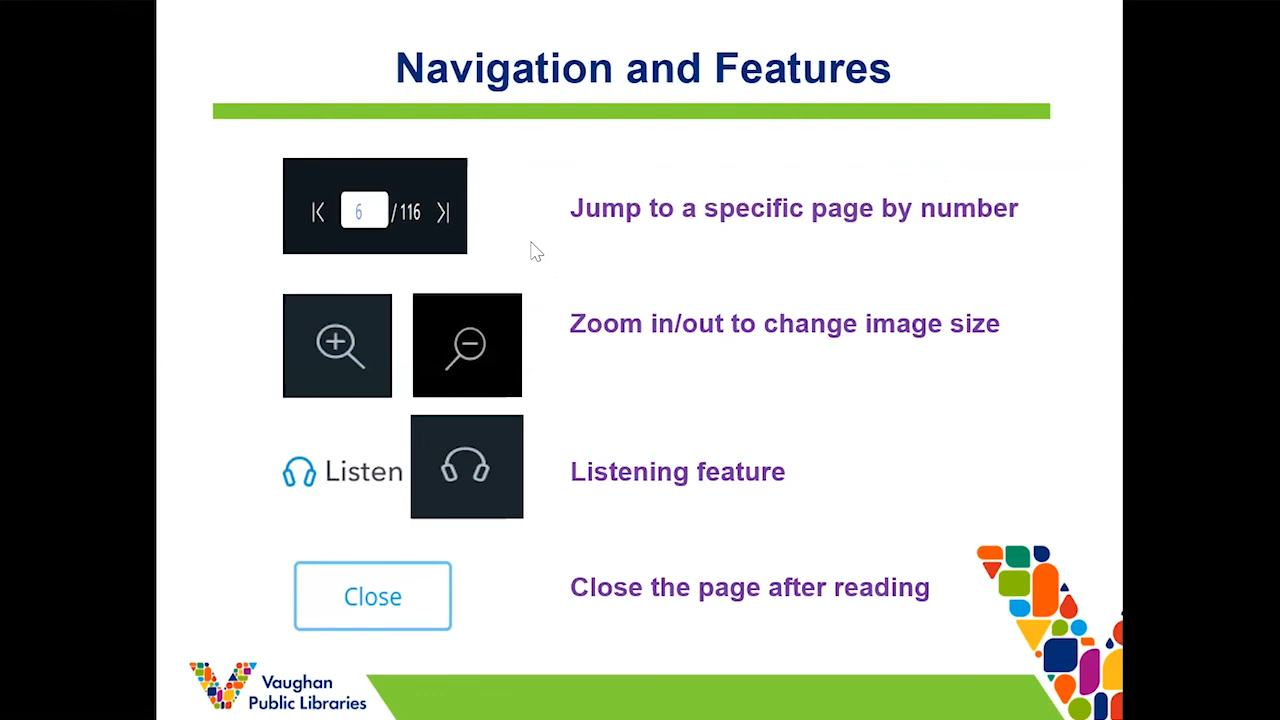 Navigation and Features
6 / 116
Jump to a specific page by number
Zoom in/out to change image size
Listen
Listening feature
Close
Close the page after reading
Vaughan
Public Libraries